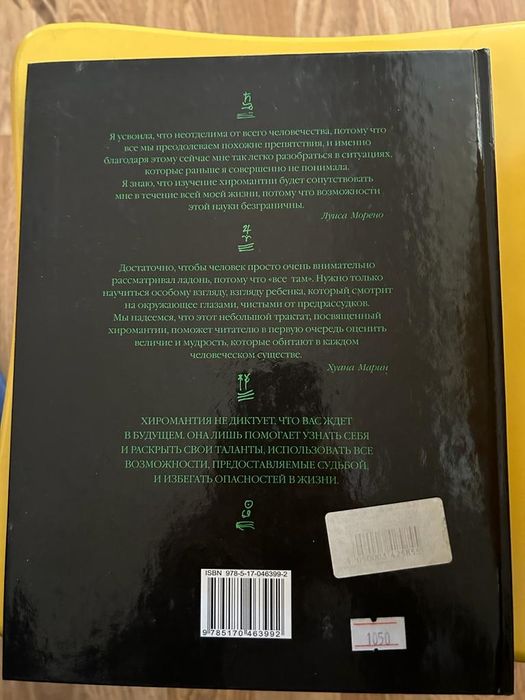 Я усвоила, что неотделима от всего человечества, потому что
все мы преодолеваем похожие препятствия, и именно
благодаря этому сейчас мне так легко разобраться в ситуациях,
которые раньше я совершенно не понимала.
Я знаю, что изучение хиромантии будет сопутствовать
мне в течение всей моей жизни, потому что возможности
этой науки безграничны.
Луиса Морено
Достаточно, чтобы человек просто очень внимательно
рассматривал ладонь, потому что «все там». Нужно только
научиться особому взгляду, взгляду ребенка, который смотрит
на окружающее глазами, чистыми от предрассудков.
Мы надеемся, что этот небольшой трактат, посвященный
хиромантии, поможет читателю в первую очередь оценить
величие и мудрость, которые обитают в каждом
человеческом существе.
Хуана Марин
ХИРОМАНТИЯ НЕ ДИКТУЕТ, ЧТО ВАС ЖДЕТ
В БУДУЩЕМ. ОНА ЛИШЬ ПОМОГАЕТ УЗНАТЬ СЕБЯ
И РАСКРЫТЬ СВОИ ТАЛАНТЫ, ИСПОЛЬЗОВАТЬ ВСЕ
ВОЗМОЖНОСТИ, ПРЕДОСТАВЛЯЕМЫЕ СУДЬБОЙ,
И ИЗБЕГАТЬ ОПАСНОСТЕЙ В ЖИЗНИ.
ISBN 978-5-17-046399-2
9 785170 463992
1050